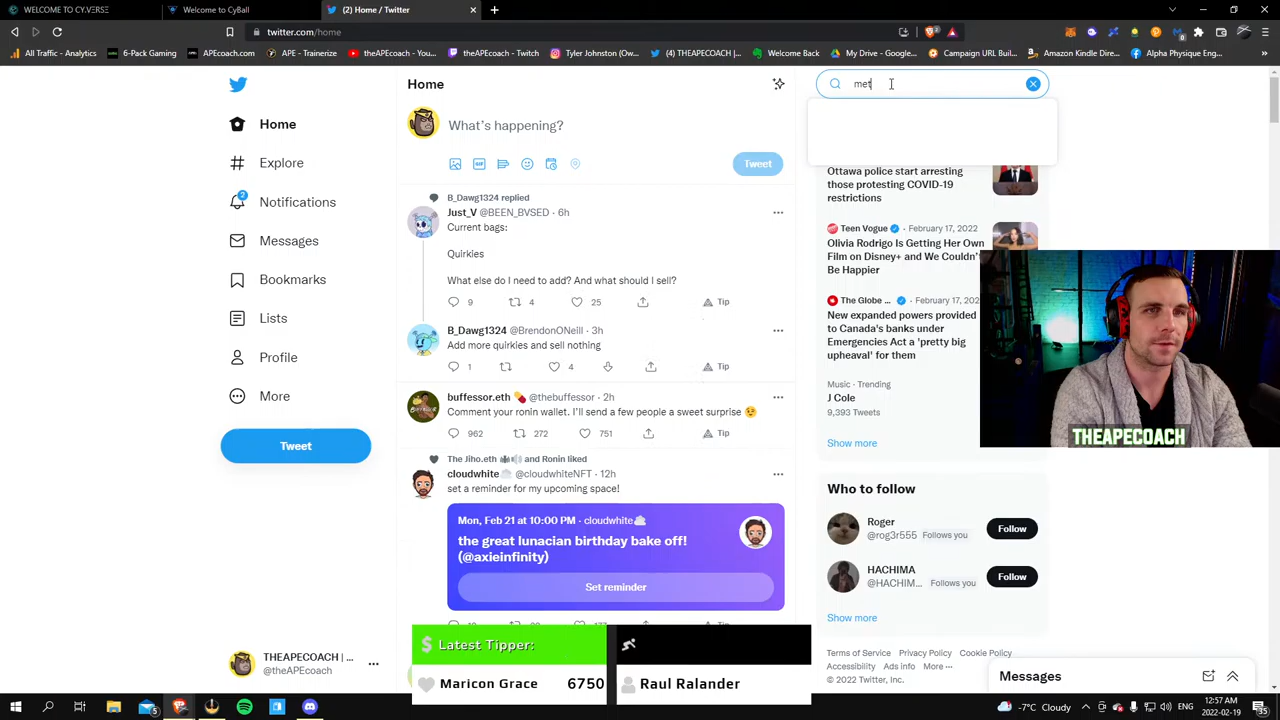 WELCOME TO CY.VERSE
Welcome to CyBall
(2) Home / Twitter
twitter.com/home
All Traffic - Analytics
6-Pack Gaming
APEcoach.com
APE - Trainerize
theAPEcoach - You...
theAPEcoach - Twitch
Tyler Johnston (Ow...
(4) THEAPECOACH
Welcome Back
My Drive - Google...
Campaign URL Buil...
Amazon Kindle Direc...
Alpha Physique Eng...
Home
Explore
2
Notifications
Messages
Bookmarks
Lists
Profile
More
Tweet
THEAPECOACH | ...
@theAPEcoach
Home
What's happening?
GIF
Tweet
B_Dawg1324 replied
Just_V @BEEN_BVSED · 6h
Current bags:
Quirkies
What else do I need to add? And what should I sell?
9 4 25 Tip
B_Dawg1324 @BrendonONeill · 3h
Add more quirkies and sell nothing
1 4 Tip
buffessor.eth 💊 @thebuffessor · 2h
Comment your ronin wallet. I'll send a few people a sweet surprise 😉
962 272 751 Tip
The Jiho.eth and Ronin liked
cloudwhite @cloudwhiteNFT · 12h
set a reminder for my upcoming space!
Mon, Feb 21 at 10:00 PM · cloudwhite
the great lunacian birthday bake off!
(@axieinfinity)
Set reminder
Latest Tipper:
Maricon Grace 6750
Raul Ralander
met
Ottawa police start arresting
those protesting COVID-19
restrictions
Teen Vogue · February 17, 2022
Olivia Rodrigo Is Getting Her Own
Film on Disney+ and We Couldn't
Be Happier
The Globe ... · February 17, 202
New expanded powers provided
to Canada's banks under
Emergencies Act a 'pretty big
upheaval' for them
Music · Trending
J Cole
9,393 Tweets
Show more
THEAPECOACH
Who to follow
Roger
@rog3r555 Follows you
Follow
HACHIMA
@HACHIM... Follows you
Follow
Show more
Terms of Service Privacy Policy Cookie Policy
Accessibility Ads info More ···
© 2022 Twitter, Inc.
Messages
-7°C Cloudy
12:57 AM
2022-02-19